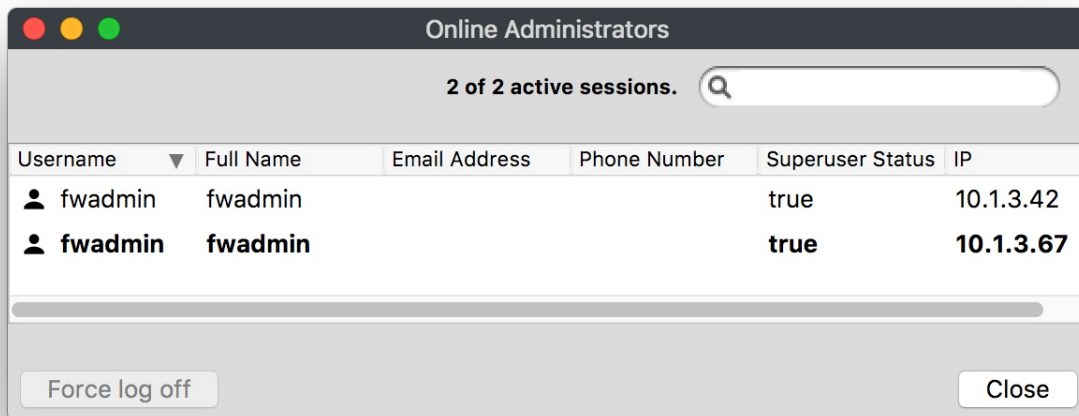 Online Administrators
2 of 2 active sessions.
Username Full Name Email Address Phone Number Superuser Status IP
fwadmin fwadmin true 10.1.3.42
fwadmin fwadmin true 10.1.3.67
Force log off Close